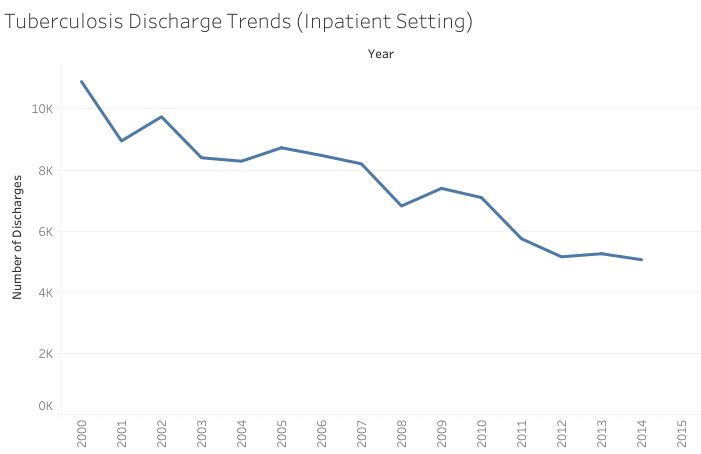 Tuberculosis Discharge Trends (Inpatient Setting)
Year
Number of Discharges
10K
8K
6K
4K
2K
0K
2000
2001
2002
2003
2004
2005
2006
2007
2008
2009
2010
2011
2012
2013
2014
2015